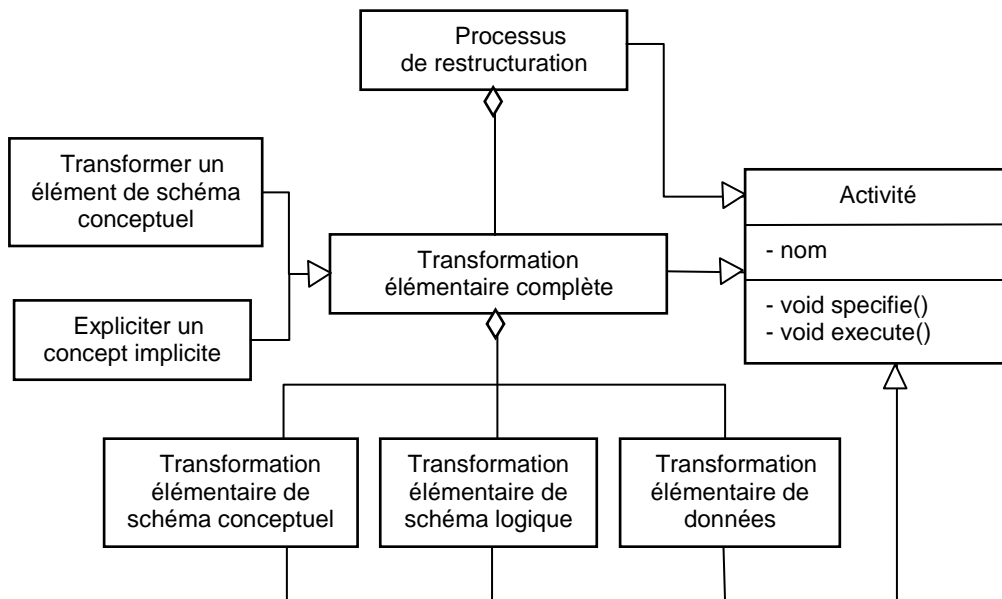 Processus
de restructuration
Transformer un
élément de schéma
conceptuel
Activité
- nom
- void specifie()
- void execute()
Transformation
élémentaire complète
Expliciter un
concept implicite
Transformation
élémentaire de
schéma conceptuel
Transformation
élémentaire de
schéma logique
Transformation
élémentaire de
données